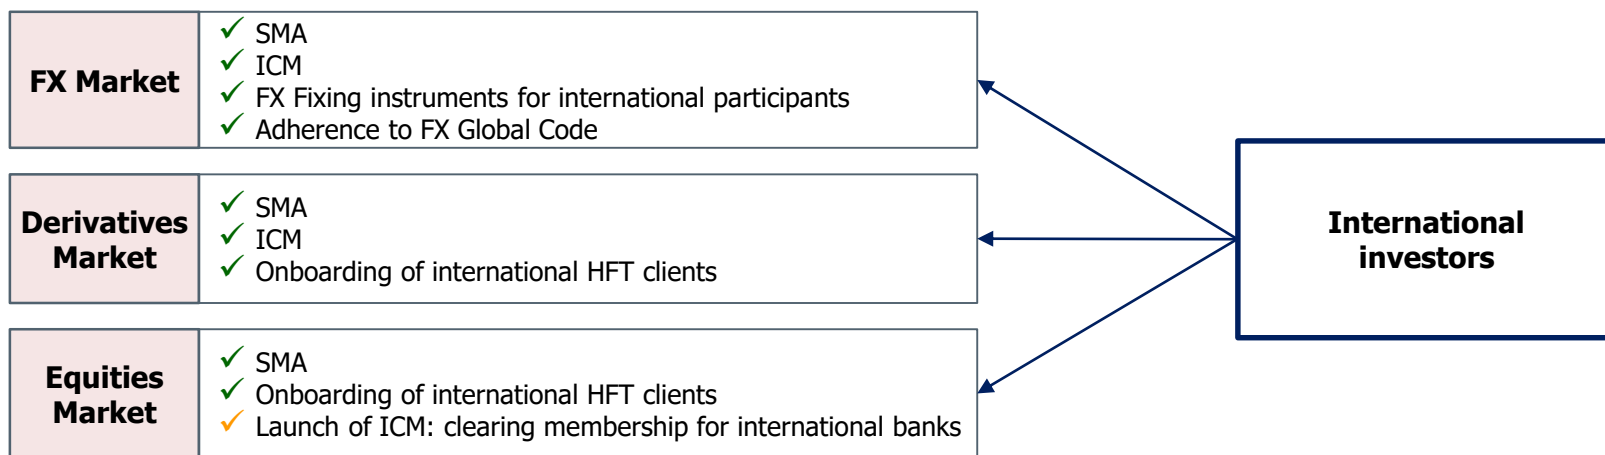 FX Market
SMA
ICM
FX Fixing instruments for international participants
Adherence to FX Global Code
Derivatives
Market
SMA
ICM
Onboarding of international HFT clients
Equities
Market
SMA
Onboarding of international HFT clients
Launch of ICM: clearing membership for international banks
International
investors